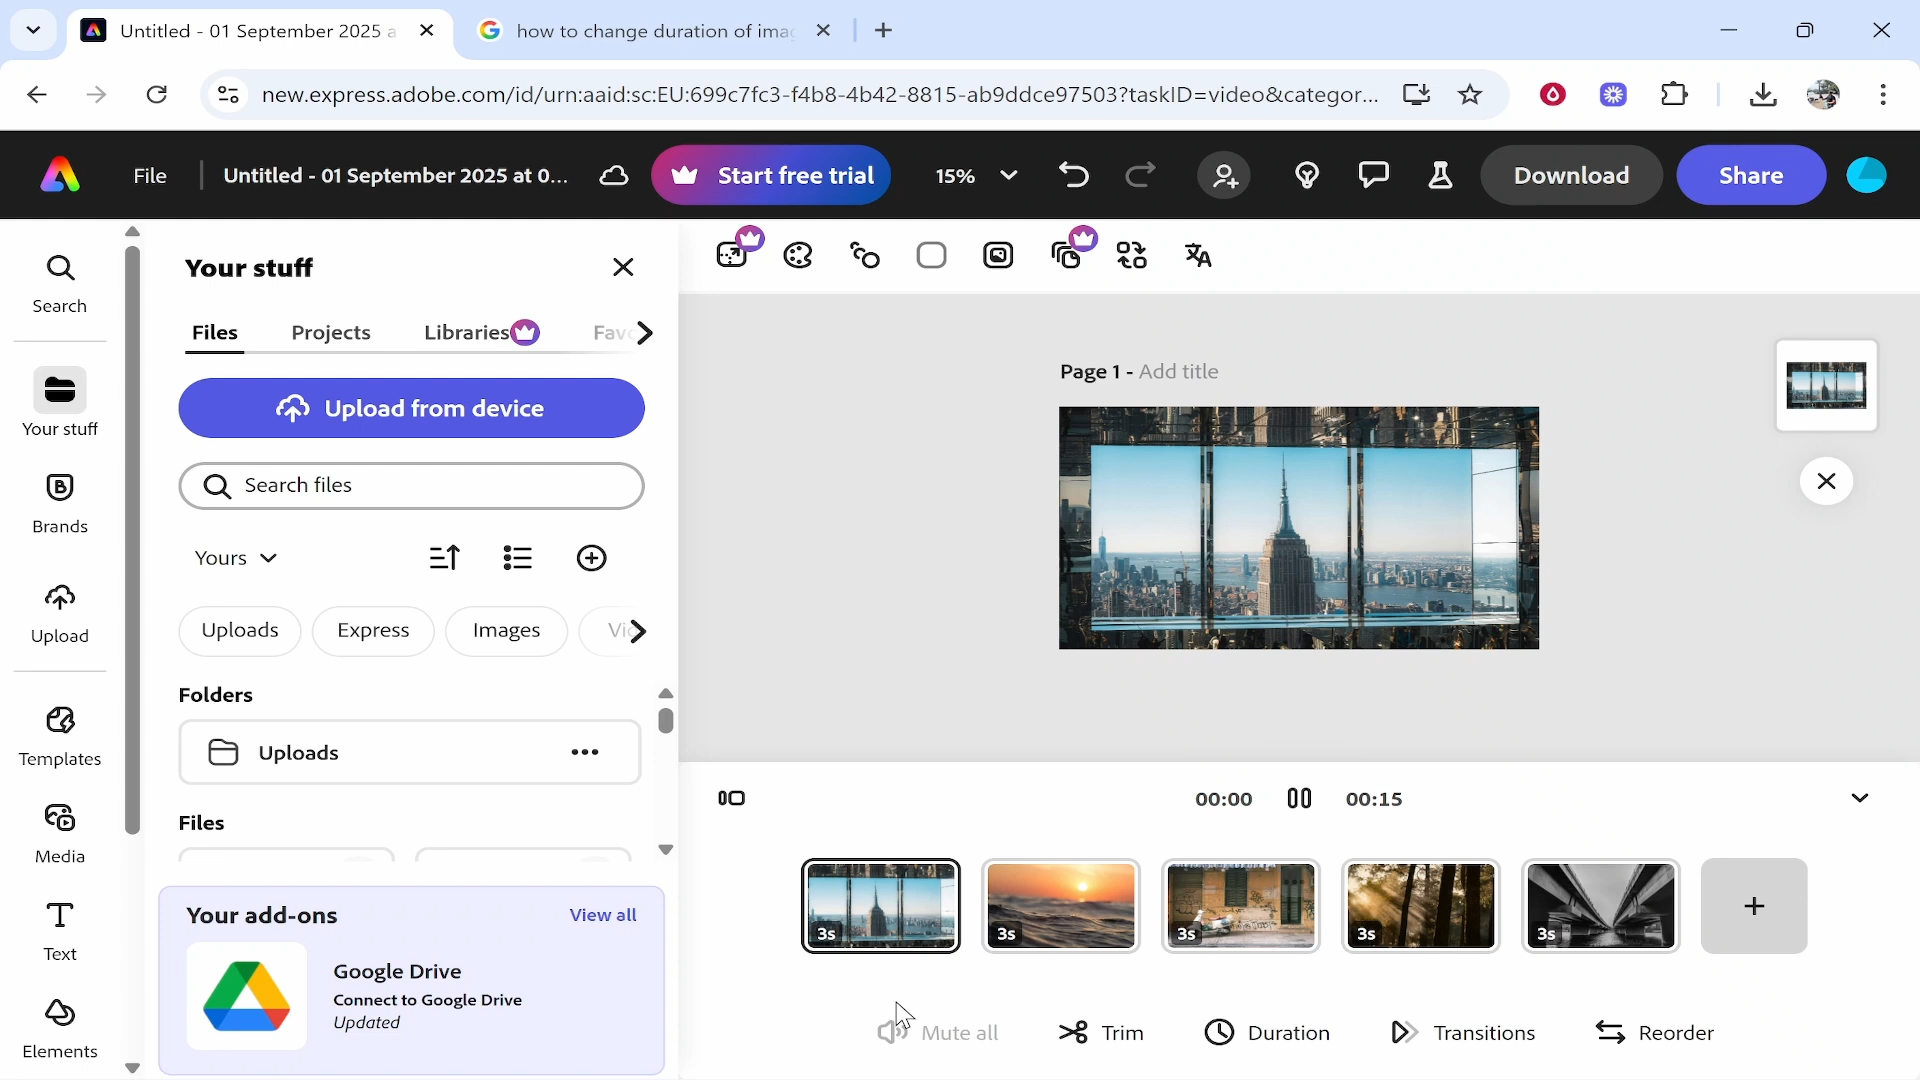 Untitled - 01 September 2025 a
how to change duration of imag
new.express.adobe.com/id/urn:aaid:sc:EU:699c7fc3-f4b8-4b42-8815-ab9ddce97503?taskID=video&categor...
File
Untitled - 01 September 2025 at 0...
Start free trial
15%
Download
Share
Search
Your stuff
Brands
Upload
Templates
Media
Text
Elements
Your stuff
Files
Projects
Libraries
Favo
Upload from device
Search files
Yours
Uploads
Express
Images
Vid
Folders
Uploads
Files
Your add-ons
View all
Google Drive
Connect to Google Drive
Updated
Page 1 - Add title
00:00
00:15
3s
3s
3s
3s
3s
Mute all
Trim
Duration
Transitions
Reorder